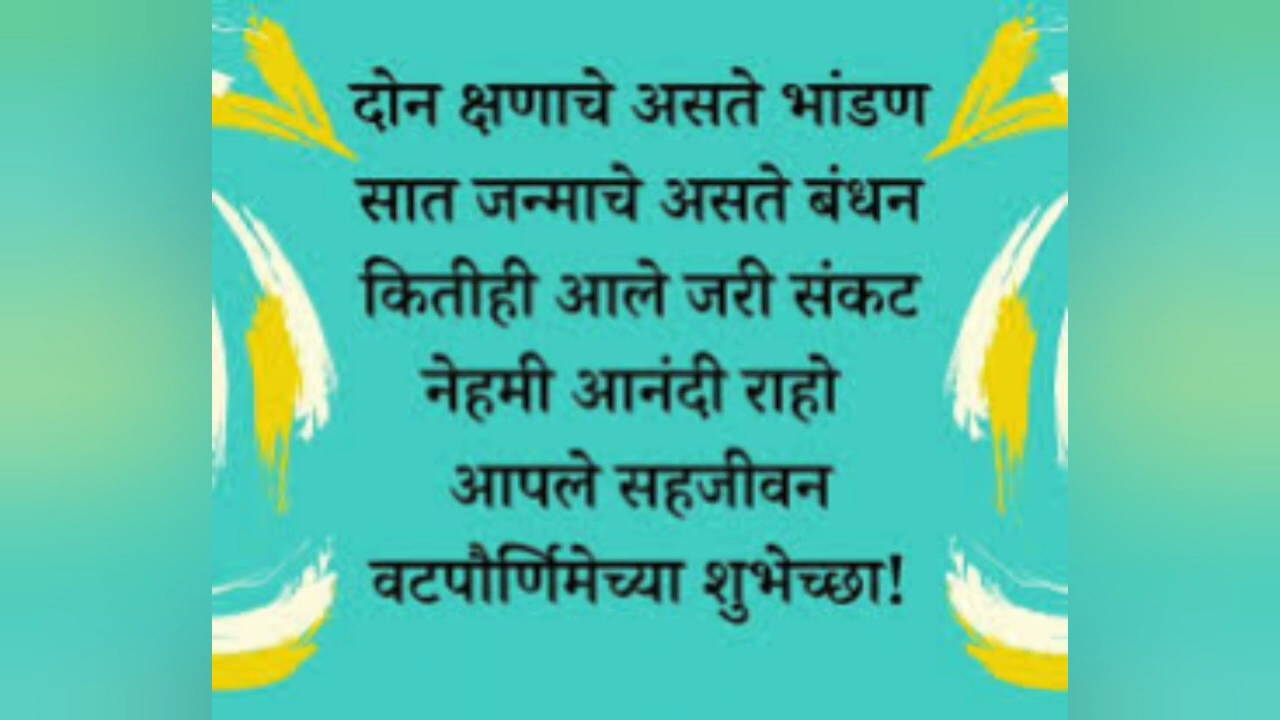 दोन क्षणाचे असते भांडण
सात जन्माचे असते बंधन
कितीही आले जरी संकट
नेहमी आनंदी राहो
आपले सहजीवन
वटपौर्णिमेच्या शुभेच्छा!